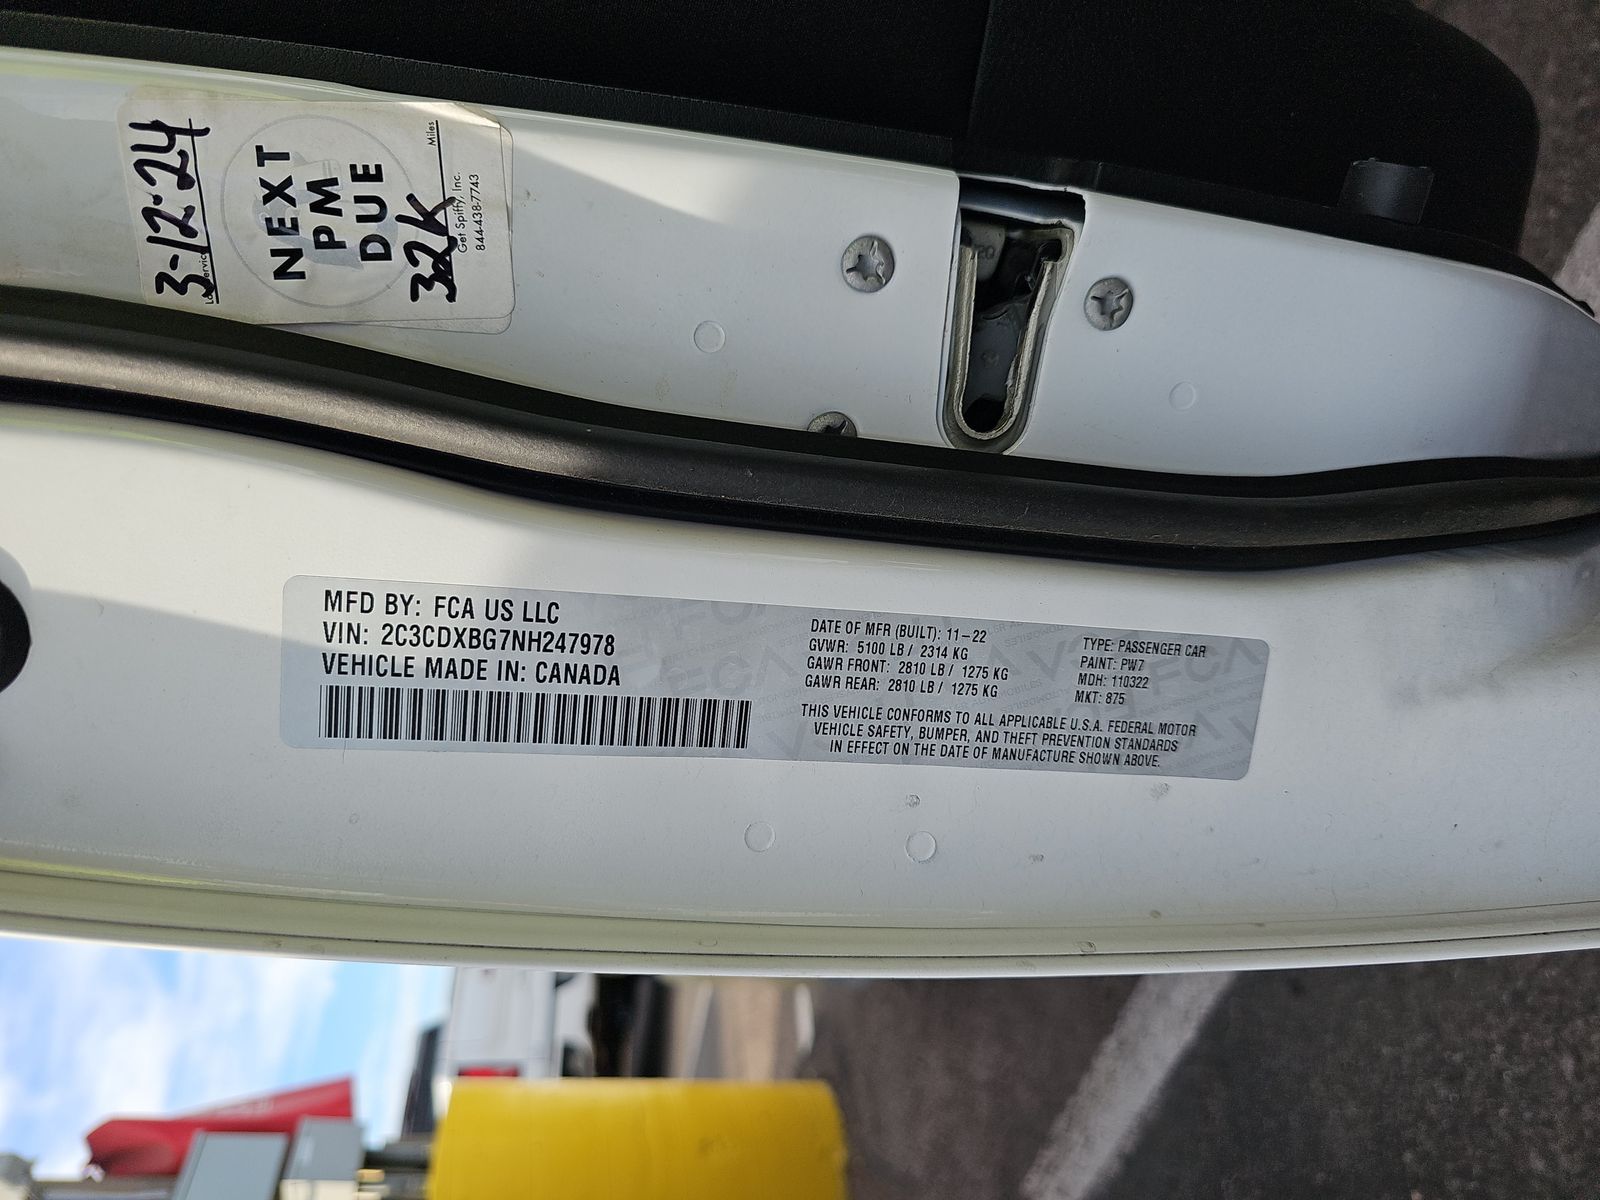 3-12-24
NEXT
PM
DUE
32K
Miles
Get Spiffy, Inc.
844-438-7743
MFD BY: FCA US LLC
VIN: 2C3CDXBG7NH247978
VEHICLE MADE IN: CANADA
DATE OF MFR (BUILT): 11-22
GVWR: 5100 LB / 2314 KG
GAWR FRONT: 2810 LB / 1275 KG
GAWR REAR: 2810 LB / 1275 KG
TYPE: PASSENGER CAR
PAINT: PW7
MDH: 110322
MKT: 875
THIS VEHICLE CONFORMS TO ALL APPLICABLE U.S.A. FEDERAL MOTOR
VEHICLE SAFETY, BUMPER, AND THEFT PREVENTION STANDARDS
IN EFFECT ON THE DATE OF MANUFACTURE SHOWN ABOVE.